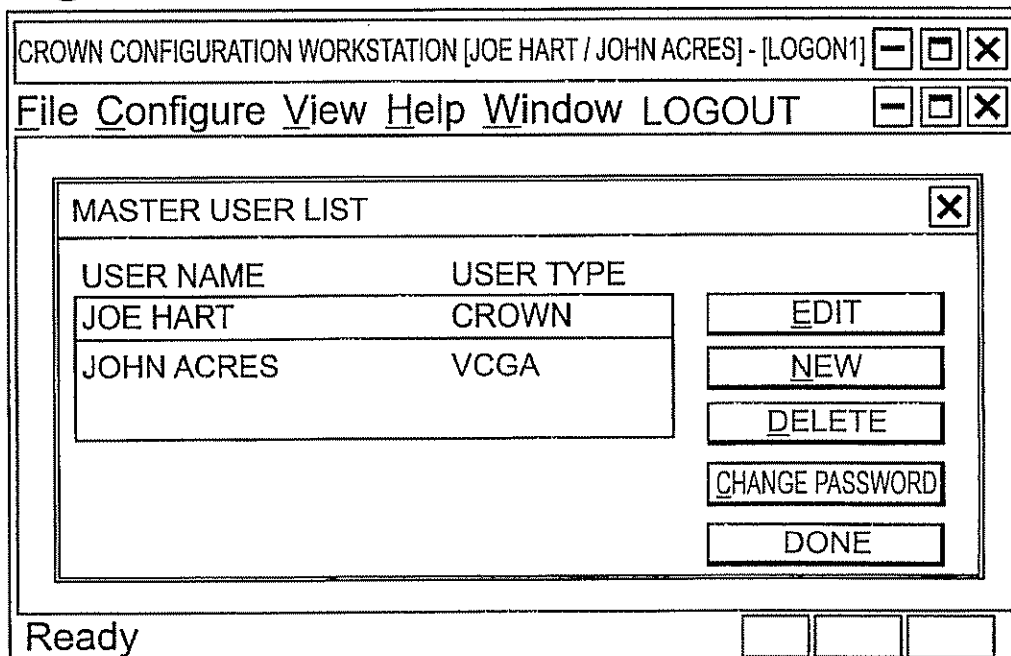 CROWN CONFIGURATION WORKSTATION [JOE HART / JOHN ACRES] - [LOGON1]
File Configure View Help Window LOGOUT
MASTER USER LIST
USER NAME USER TYPE
JOE HART CROWN
JOHN ACRES VCGA
EDIT
NEW
DELETE
CHANGE PASSWORD
DONE
Ready